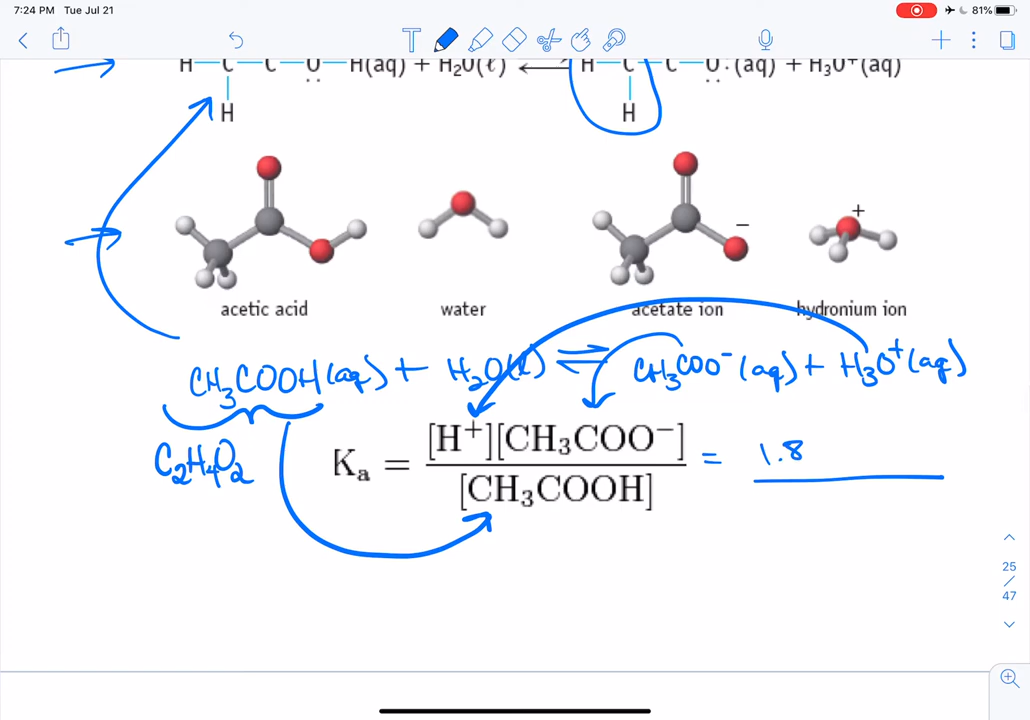 7:24 PM Tue Jul 21 81%
H C C O H(aq) + H₂O(ℓ) H C C O : (aq) + H₃O⁺(aq)
H H
+
−
acetic acid water acetate ion hydronium ion
CH₃COOH(aq) + H₂O(l) ⇌ CH₃COO⁻(aq) + H₃O⁺(aq)
C₂H₄O₂
Kₐ = [H⁺][CH₃COO⁻] / [CH₃COOH] = 1.8
25
/
47